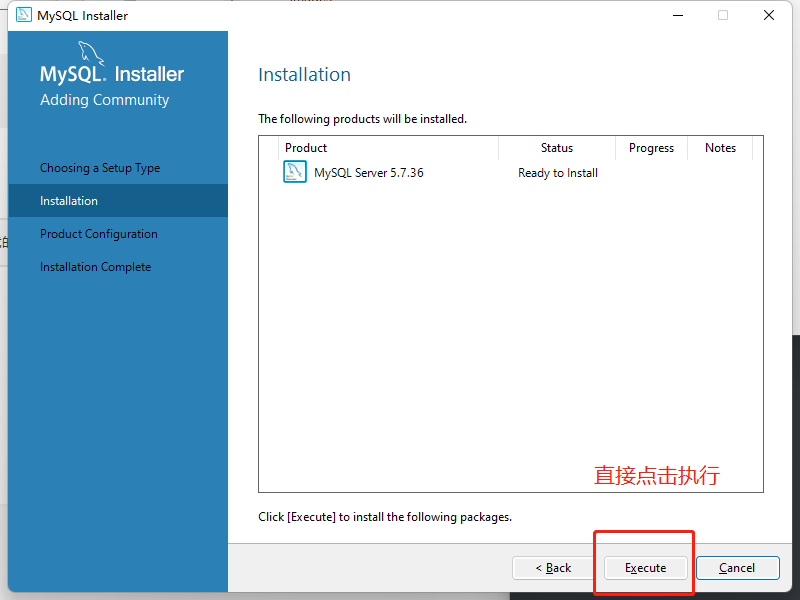 MySQL Installer
MySQL. Installer
Adding Community
Choosing a Setup Type
Installation
Product Configuration
Installation Complete
Installation
The following products will be installed.
Product Status Progress Notes
MySQL Server 5.7.36 Ready to Install
直接点击执行
Click [Execute] to install the following packages.
< Back Execute Cancel